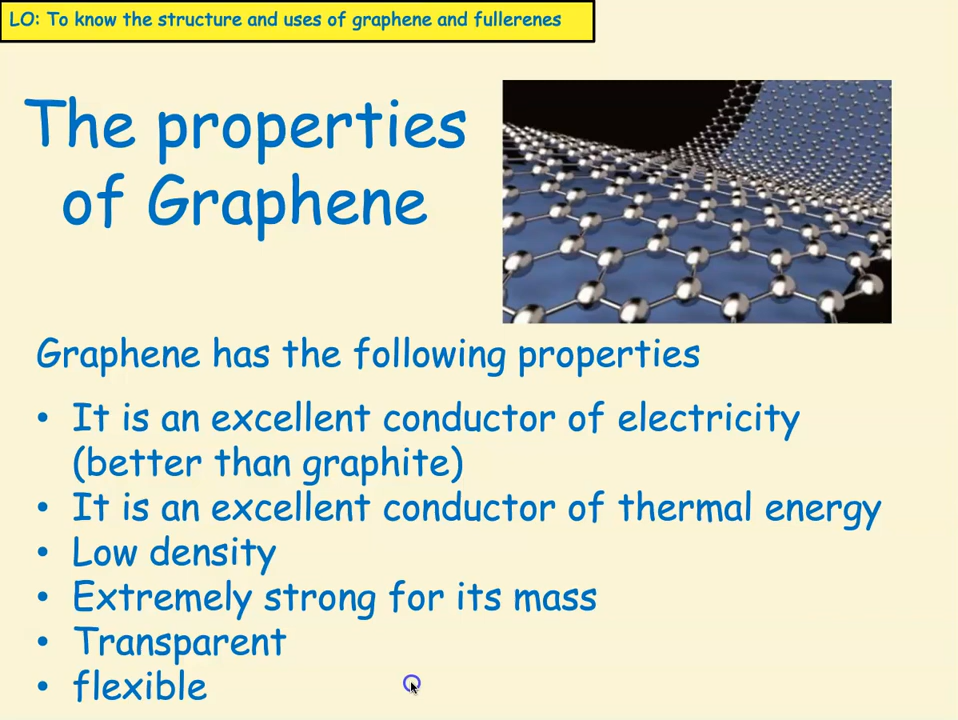 LO: To know the structure and uses of graphene and fullerenes
The properties
of Graphene
Graphene has the following properties
• It is an excellent conductor of electricity
(better than graphite)
• It is an excellent conductor of thermal energy
• Low density
• Extremely strong for its mass
• Transparent
• flexible